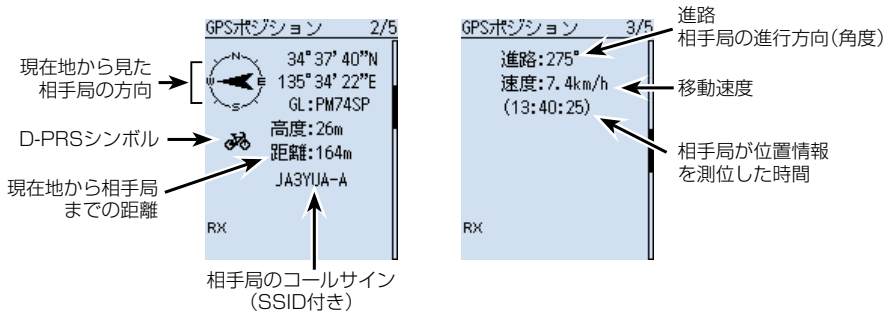 GPSポジション 2/5
現在地から見た
相手局の方向
N
W E
S
34°37'40"N
135°34'22"E
GL:PM74SP
D-PRSシンボル
高度:26m
距離:164m
現在地から相手局
までの距離
JA3YUA-A
RX
相手局のコールサイン
（SSID付き）
GPSポジション 3/5
進路
相手局の進行方向（角度）
進路:275°
速度:7.4km/h
移動速度
(13:40:25)
相手局が位置情報
を測位した時間
RX